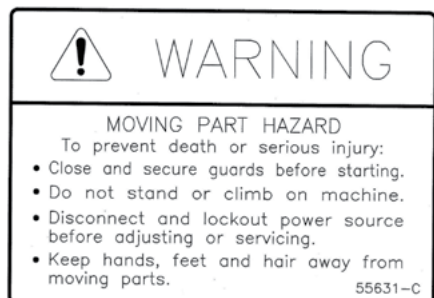 WARNING
MOVING PART HAZARD
To prevent death or serious injury:
• Close and secure guards before starting.
• Do not stand or climb on machine.
• Disconnect and lockout power source
before adjusting or servicing.
• Keep hands, feet and hair away from
moving parts.
55631-C